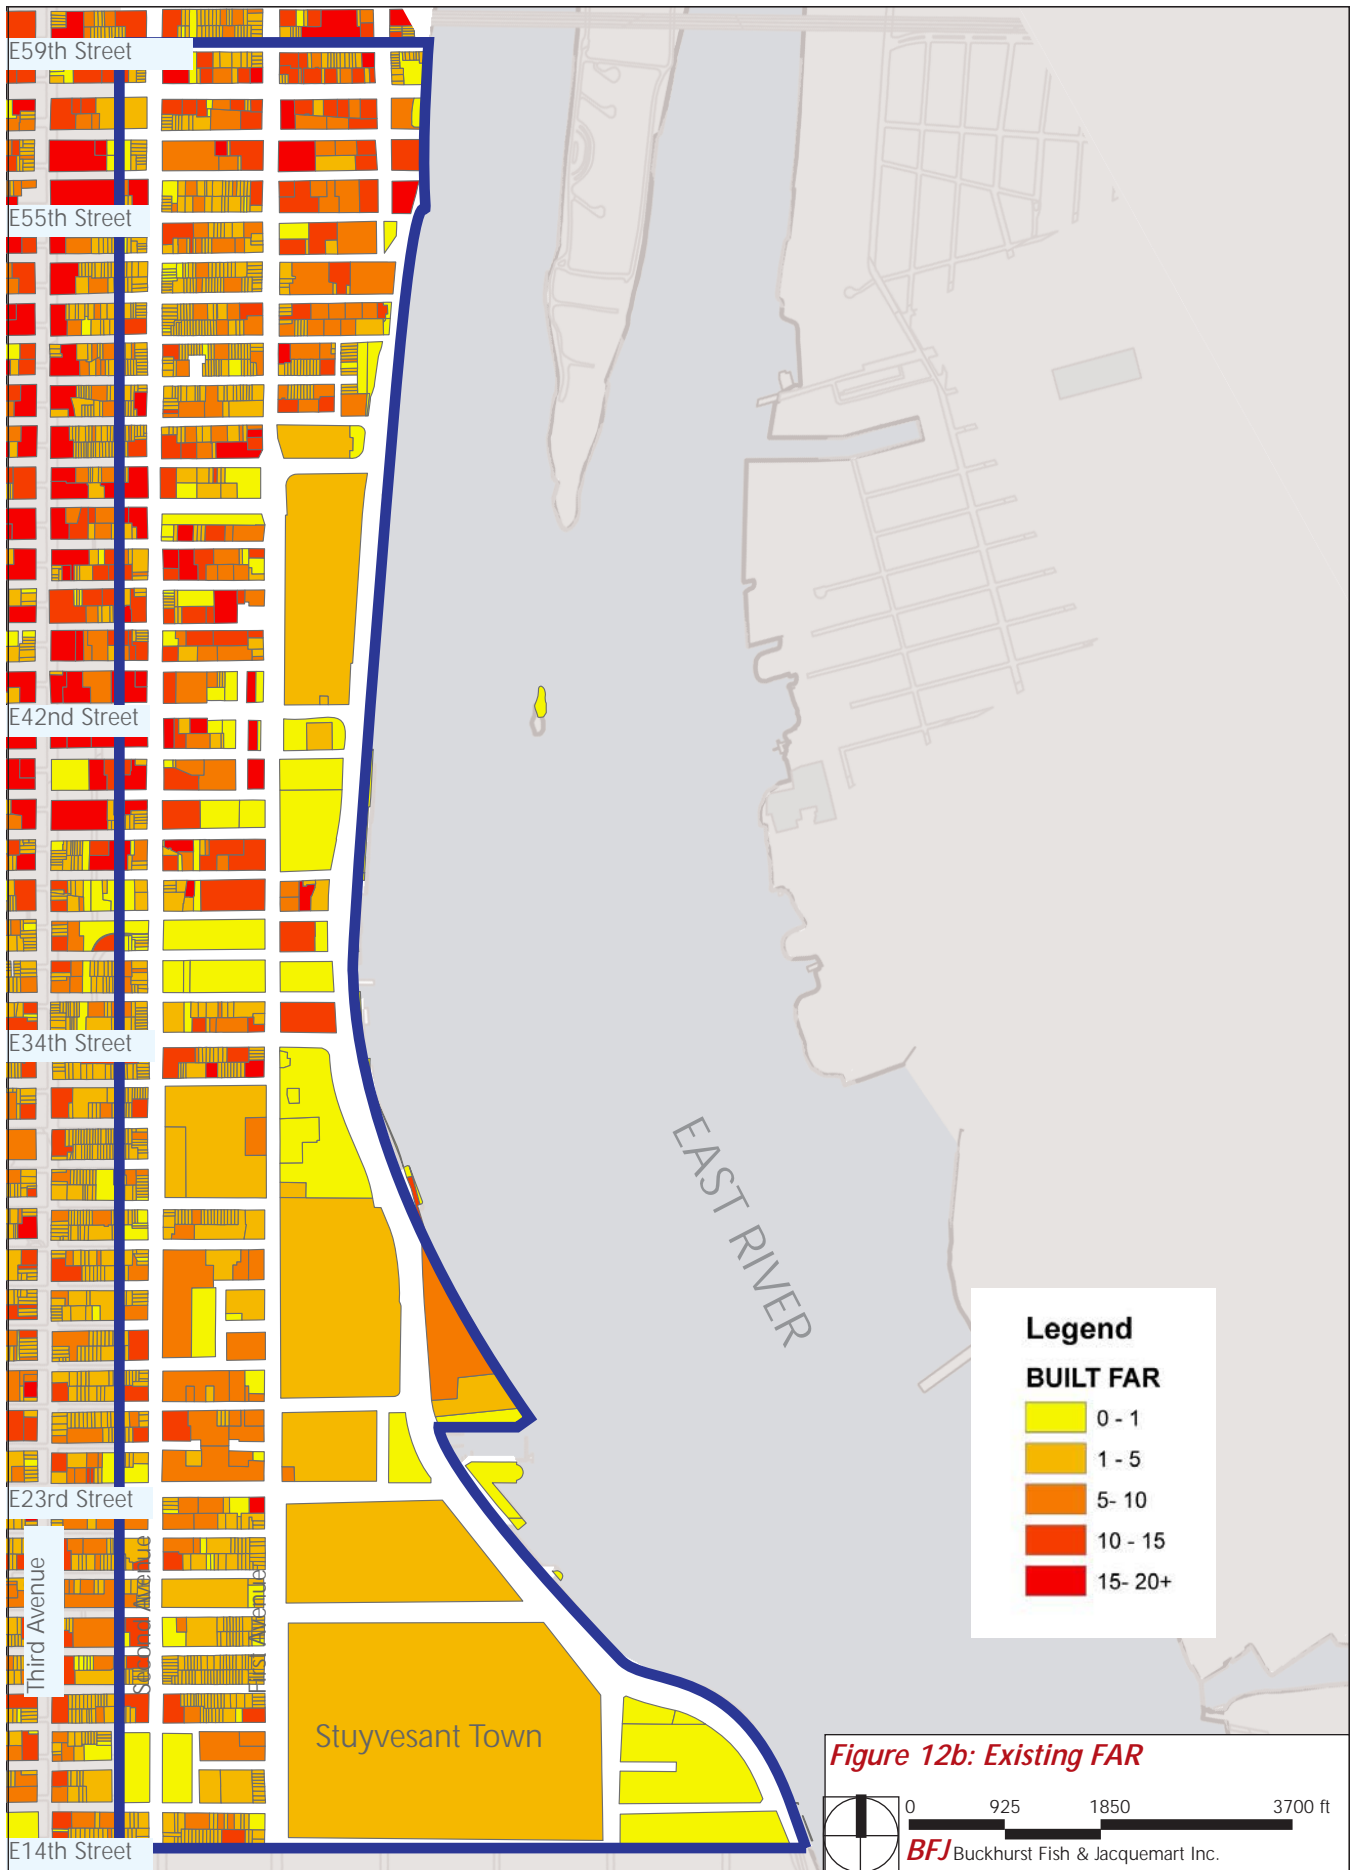 E59th Street
E55th Street
E42nd Street
E34th Street
EAST RIVER
Legend
BUILT FAR
0 - 1
1 - 5
5- 10
10 - 15
15- 20+
E23rd Street
Third Avenue
Second Avenue
First Avenue
Stuyvesant Town
E14th Street
Figure 12b: Existing FAR
0 925 1850 3700 ft
BFJ Buckhurst Fish & Jacquemart Inc.